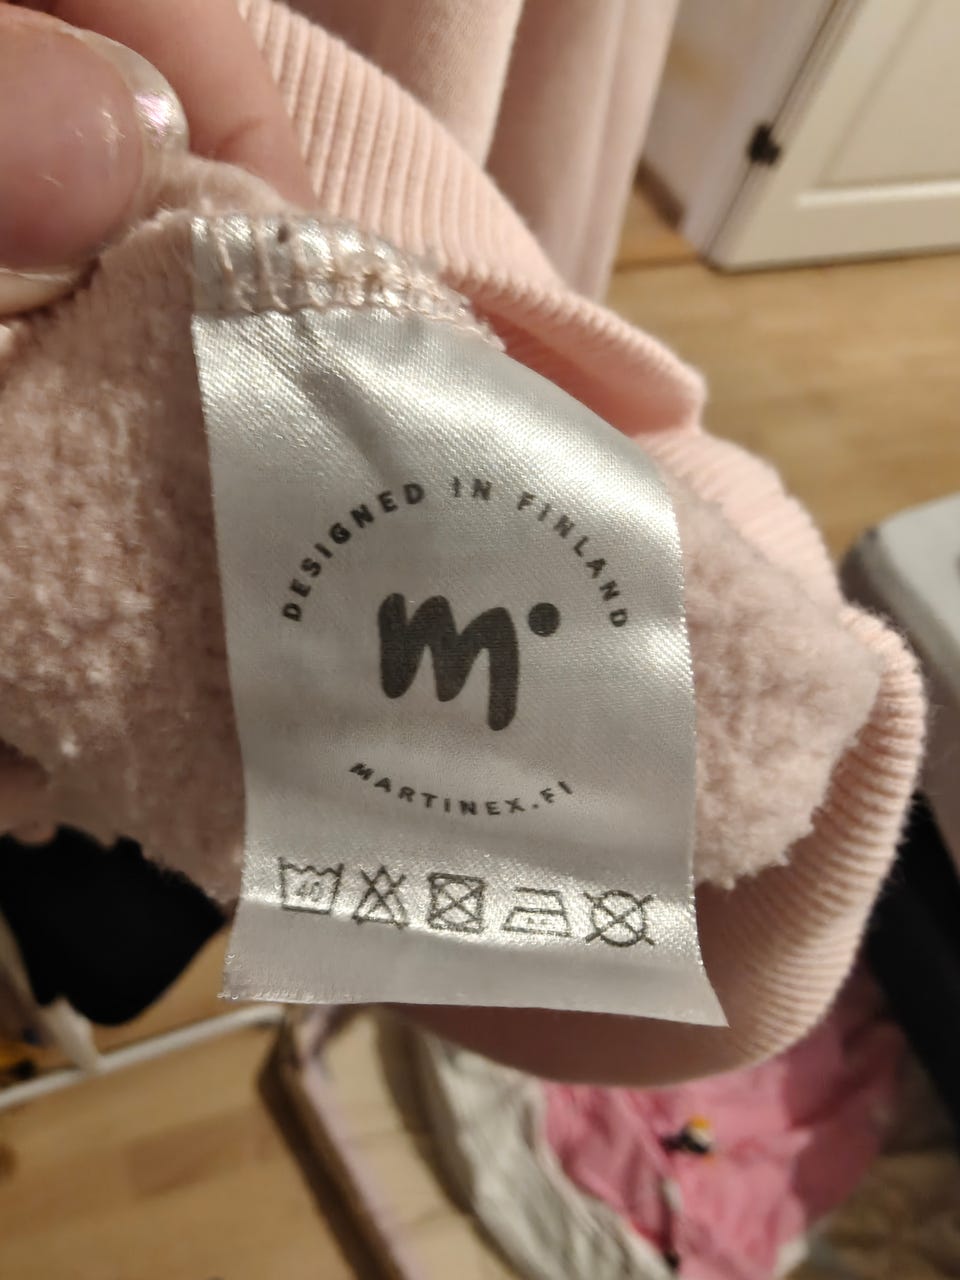 DESIGNED IN FINLAND
m
MARTINEX.FI
40